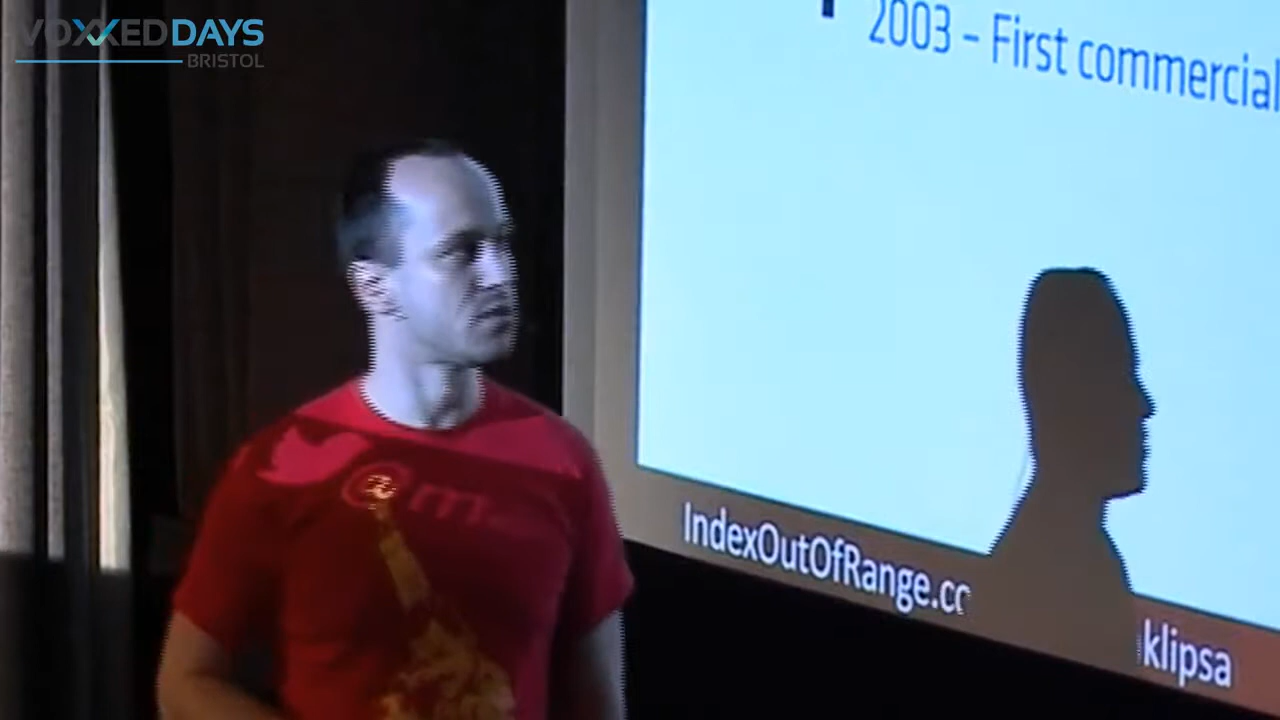 VOXXEDDAYS
BRISTOL
2003 – First commercial
IndexOutOfRange.co
klipsa
@m